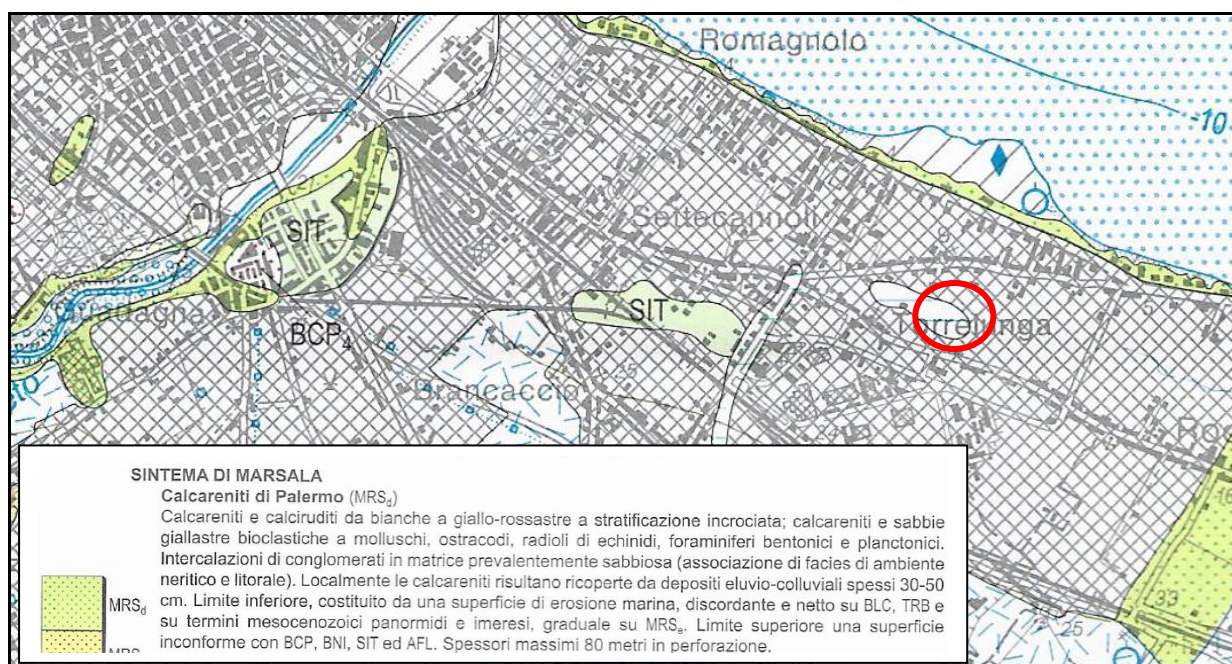 Romagnolo
-10
Settecannoli
9
SIT
SIT
Guadagna
BCP4
Torrelunga
5
Brancaccio
25
33
25
SINTEMA DI MARSALA
Calcareniti di Palermo (MRSd)
Calcareniti e calciruditi da bianche a giallo-rossastre a stratificazione incrociata; calcareniti e sabbie
giallastre bioclastiche a molluschi, ostracodi, radioli di echinidi, foraminiferi bentonici e planctonici.
Intercalazioni di conglomerati in matrice prevalentemente sabbiosa (associazione di facies di ambiente
neritico e litorale). Localmente le calcareniti risultano ricoperte da depositi eluvio-colluviali spessi 30-50
cm. Limite inferiore, costituito da una superficie di erosione marina, discordante e netto su BLC, TRB e
su termini mesocenozoici panormidi e imeresi, graduale su MRSa. Limite superiore una superficie
inconforme con BCP, BNI, SIT ed AFL. Spessori massimi 80 metri in perforazione.
MRSd